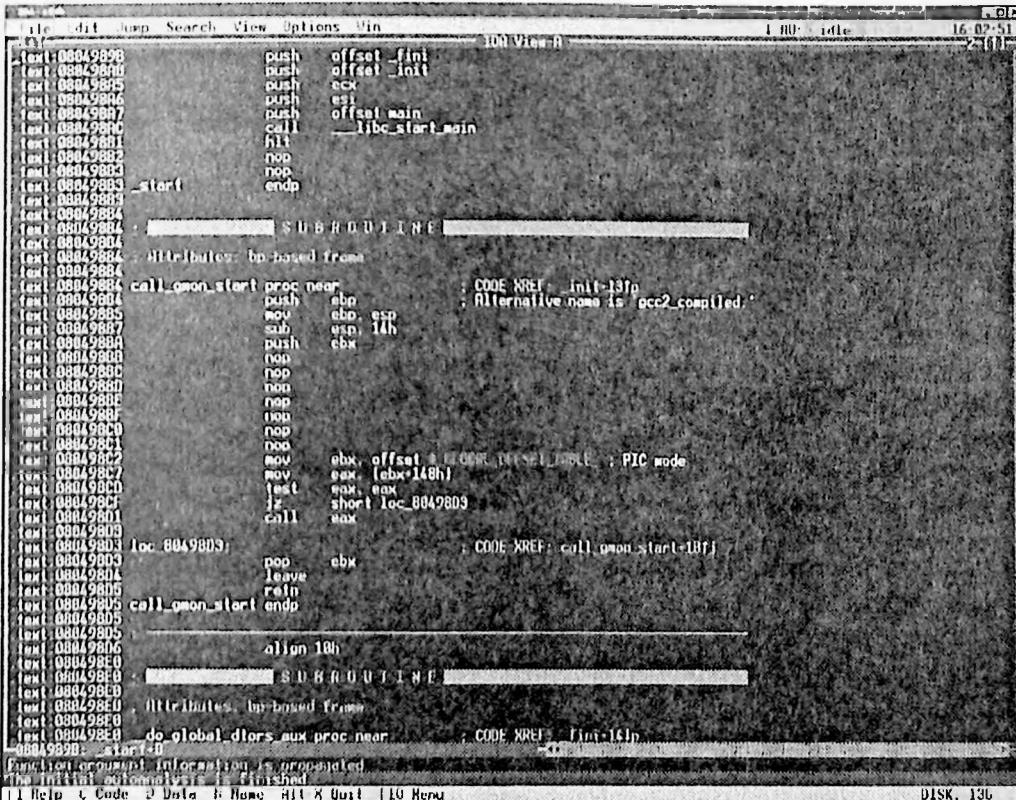 File Edit Jump Search View Options Win AU: idle 16:02:51
IDA View-A
.text:0804989B push offset _fini
.text:080498A0 push offset _init
.text:080498A5 push ecx
.text:080498A6 push esi
.text:080498A7 push offset main
.text:080498AC call ___libc_start_main
.text:080498B1 hlt
.text:080498B2 nop
.text:080498B3 nop
.text:080498B3 _start endp
.text:080498B3
.text:080498B4
.text:080498B4 ; S U B R O U T I N E
.text:080498B4
.text:080498B4 ; Attributes: bp-based frame
.text:080498B4
.text:080498B4 call_gmon_start proc near ; CODE XREF: _init+13↑p
.text:080498B4 push ebp ; Alternative name is 'gcc2_compiled.'
.text:080498B5 mov ebp, esp
.text:080498B7 sub esp, 14h
.text:080498BA push ebx
.text:080498BB nop
.text:080498BC nop
.text:080498BD nop
.text:080498BE nop
.text:080498BF nop
.text:080498C0 nop
.text:080498C1 nop
.text:080498C2 mov ebx, offset _GLOBAL_OFFSET_TABLE_ ; PIC mode
.text:080498C7 mov eax, [ebx+148h]
.text:080498CD test eax, eax
.text:080498CF jz short loc_80498D3
.text:080498D1 call eax
.text:080498D3
.text:080498D3 loc_80498D3: ; CODE XREF: call_gmon_start+1B↑j
.text:080498D3 pop ebx
.text:080498D4 leave
.text:080498D5 retn
.text:080498D5 call_gmon_start endp
.text:080498D5
.text:080498D5 ;
.text:080498D6 align 10h
.text:080498E0 ; S U B R O U T I N E
.text:080498E0
.text:080498E0 ; Attributes: bp-based frame
.text:080498E0
.text:080498E0 __do_global_dtors_aux proc near ; CODE XREF: _fini+14↓p
0804989B: _start+B
Function argument information is propagated
The initial autoanalysis is finished.
F1 Help C Code D Data N Name Alt-X Quit F10 Menu DISK: 13G